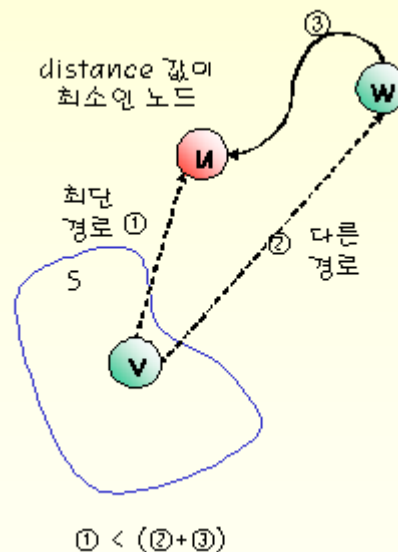 ③
distance 값이
최소인 노드
w
u
최단
경로 ①
② 다른
경로
S
v
① < (②+③)